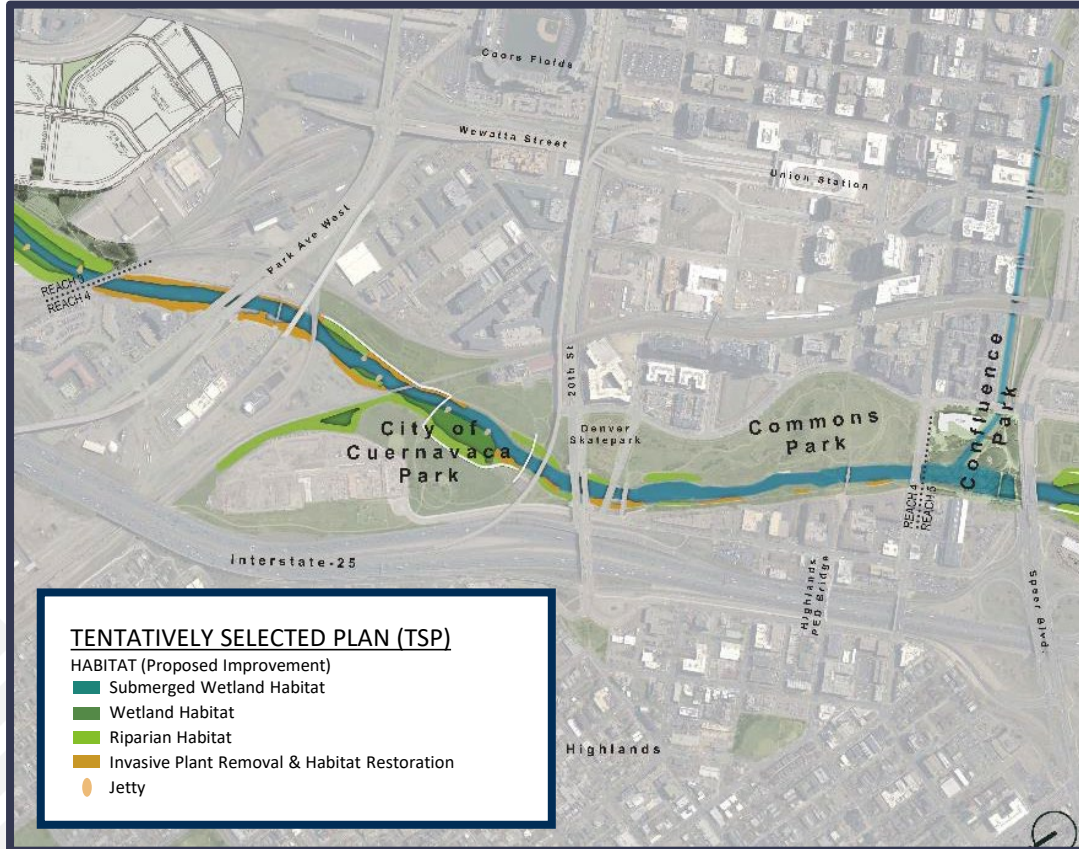 Coors Fields
Wewatta Street
Union Station
Park Ave West
REACH 3
REACH 4
20th St
City of
Cuernavaca
Park
Denver
Skatepark
Commons
Park
Confluence
Park
REACH 4
REACH 5
Interstate-25
Highlands
PED Bridge
Speer Blvd.
Highlands
TENTATIVELY SELECTED PLAN (TSP)
HABITAT (Proposed Improvement)
Submerged Wetland Habitat
Wetland Habitat
Riparian Habitat
Invasive Plant Removal & Habitat Restoration
Jetty